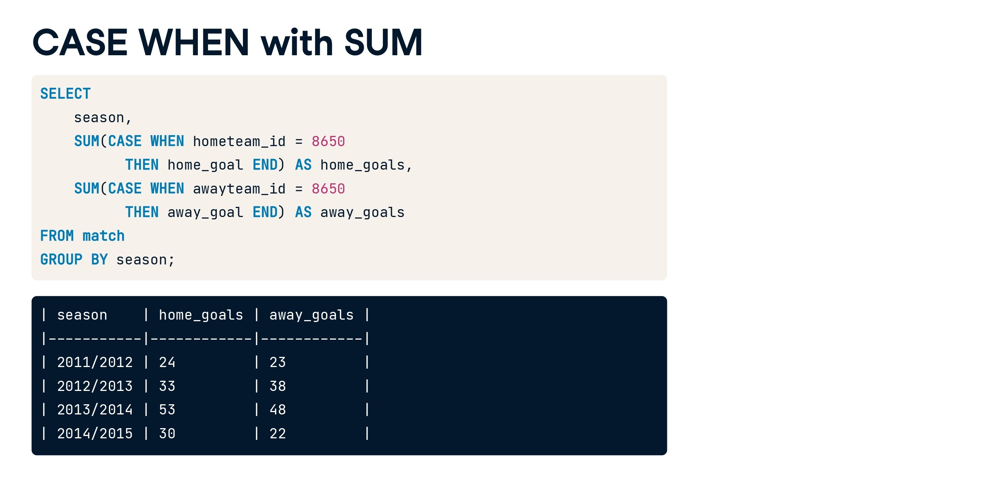 CASE WHEN with SUM
SELECT
    season,
    SUM(CASE WHEN hometeam_id = 8650
          THEN home_goal END) AS home_goals,
    SUM(CASE WHEN awayteam_id = 8650
          THEN away_goal END) AS away_goals
FROM match
GROUP BY season;
| season    | home_goals | away_goals |
|-----------|------------|------------|
| 2011/2012 | 24         | 23         |
| 2012/2013 | 33         | 38         |
| 2013/2014 | 53         | 48         |
| 2014/2015 | 30         | 22         |